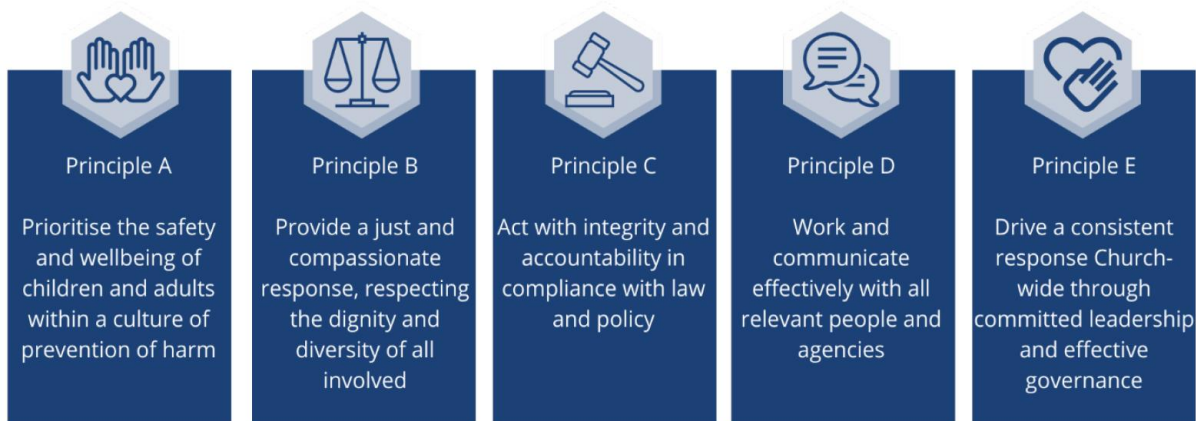 Principle A
Prioritise the safety
and wellbeing of
children and adults
within a culture of
prevention of harm
Principle B
Provide a just and
compassionate
response, respecting
the dignity and
diversity of all
involved
Principle C
Act with integrity and
accountability in
compliance with law
and policy
Principle D
Work and
communicate
effectively with all
relevant people and
agencies
Principle E
Drive a consistent
response Church-
wide through
committed leadership
and effective
governance